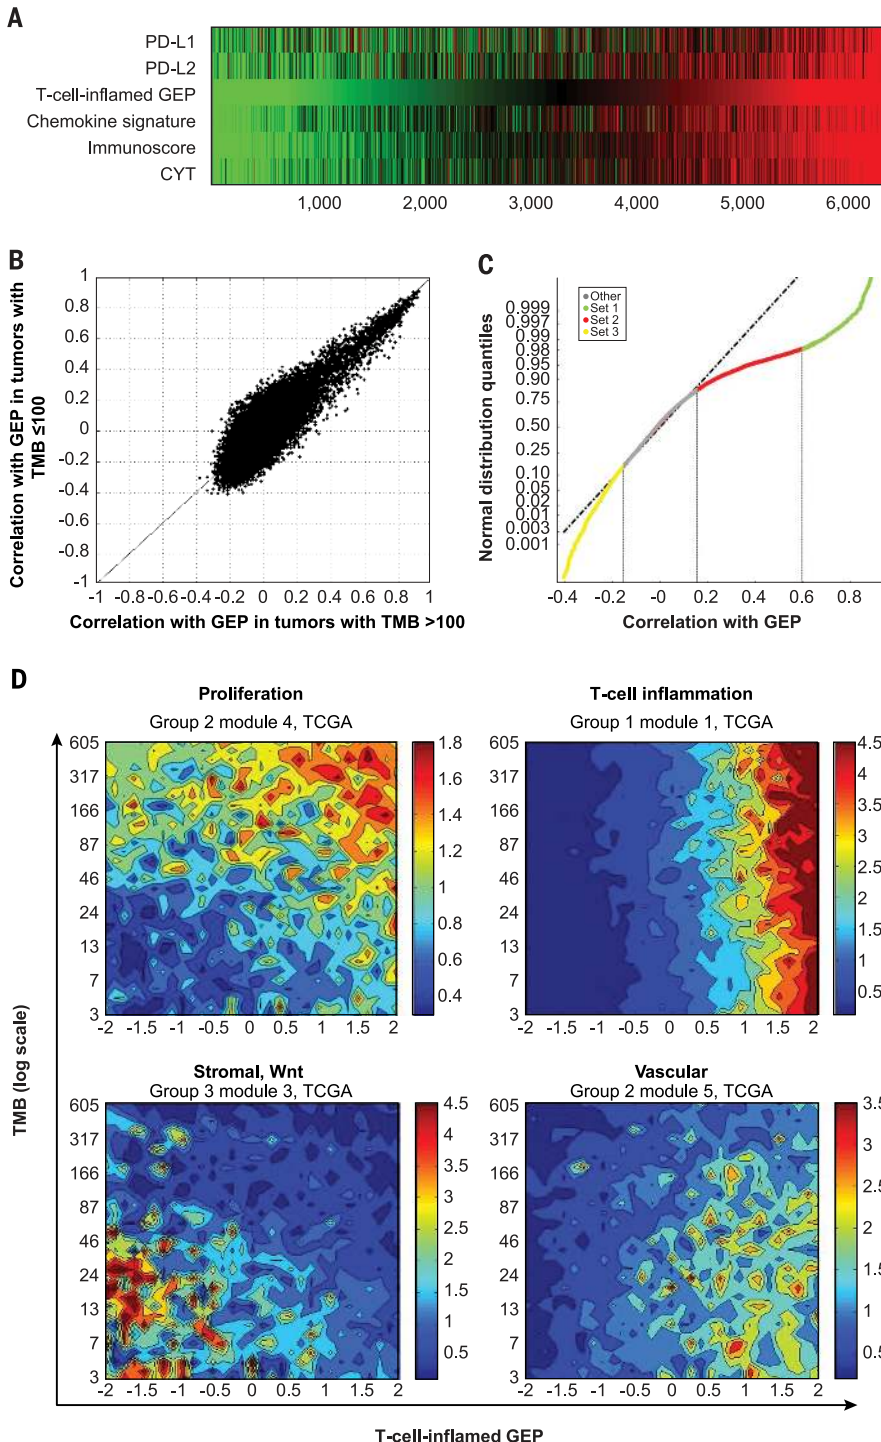 A
PD-L1
PD-L2
T-cell-inflamed GEP
Chemokine signature
Immunoscore
CYT
1,000 2,000 3,000 4,000 5,000 6,000
B
Correlation with GEP in tumors with
TMB ≤100
1
0.8
0.6
0.4
0.2
0
-0.2
-0.4
-0.6
-0.8
-1
-1 -0.8 -0.6 -0.4 -0.2 0 0.2 0.4 0.6 0.8 1
Correlation with GEP in tumors with TMB >100
C
Normal distribution quantiles
Other
Set 1
Set 2
Set 3
0.999
0.997
0.99
0.98
0.95
0.90
0.75
0.50
0.25
0.10
0.05
0.02
0.01
0.003
0.001
-0.4 -0.2 -0 0.2 0.4 0.6 0.8
Correlation with GEP
D
TMB (log scale)
Proliferation
Group 2 module 4, TCGA
605
317
166
87
46
24
13
7
3
-2 -1.5 -1 -0.5 0 0.5 1 1.5 2
1.8
1.6
1.4
1.2
1
0.8
0.6
0.4
T-cell inflammation
Group 1 module 1, TCGA
605
317
166
87
46
24
13
7
3
-2 -1.5 -1 -0.5 0 0.5 1 1.5 2
4.5
4
3.5
3
2.5
2
1.5
1
0.5
Stromal, Wnt
Group 3 module 3, TCGA
605
317
166
87
46
24
13
7
3
-2 -1.5 -1 -0.5 0 0.5 1 1.5 2
4.5
4
3.5
3
2.5
2
1.5
1
0.5
Vascular
Group 2 module 5, TCGA
605
317
166
87
46
24
13
7
3
-2 -1.5 -1 -0.5 0 0.5 1 1.5 2
3.5
3
2.5
2
1.5
1
0.5
T-cell-inflamed GEP